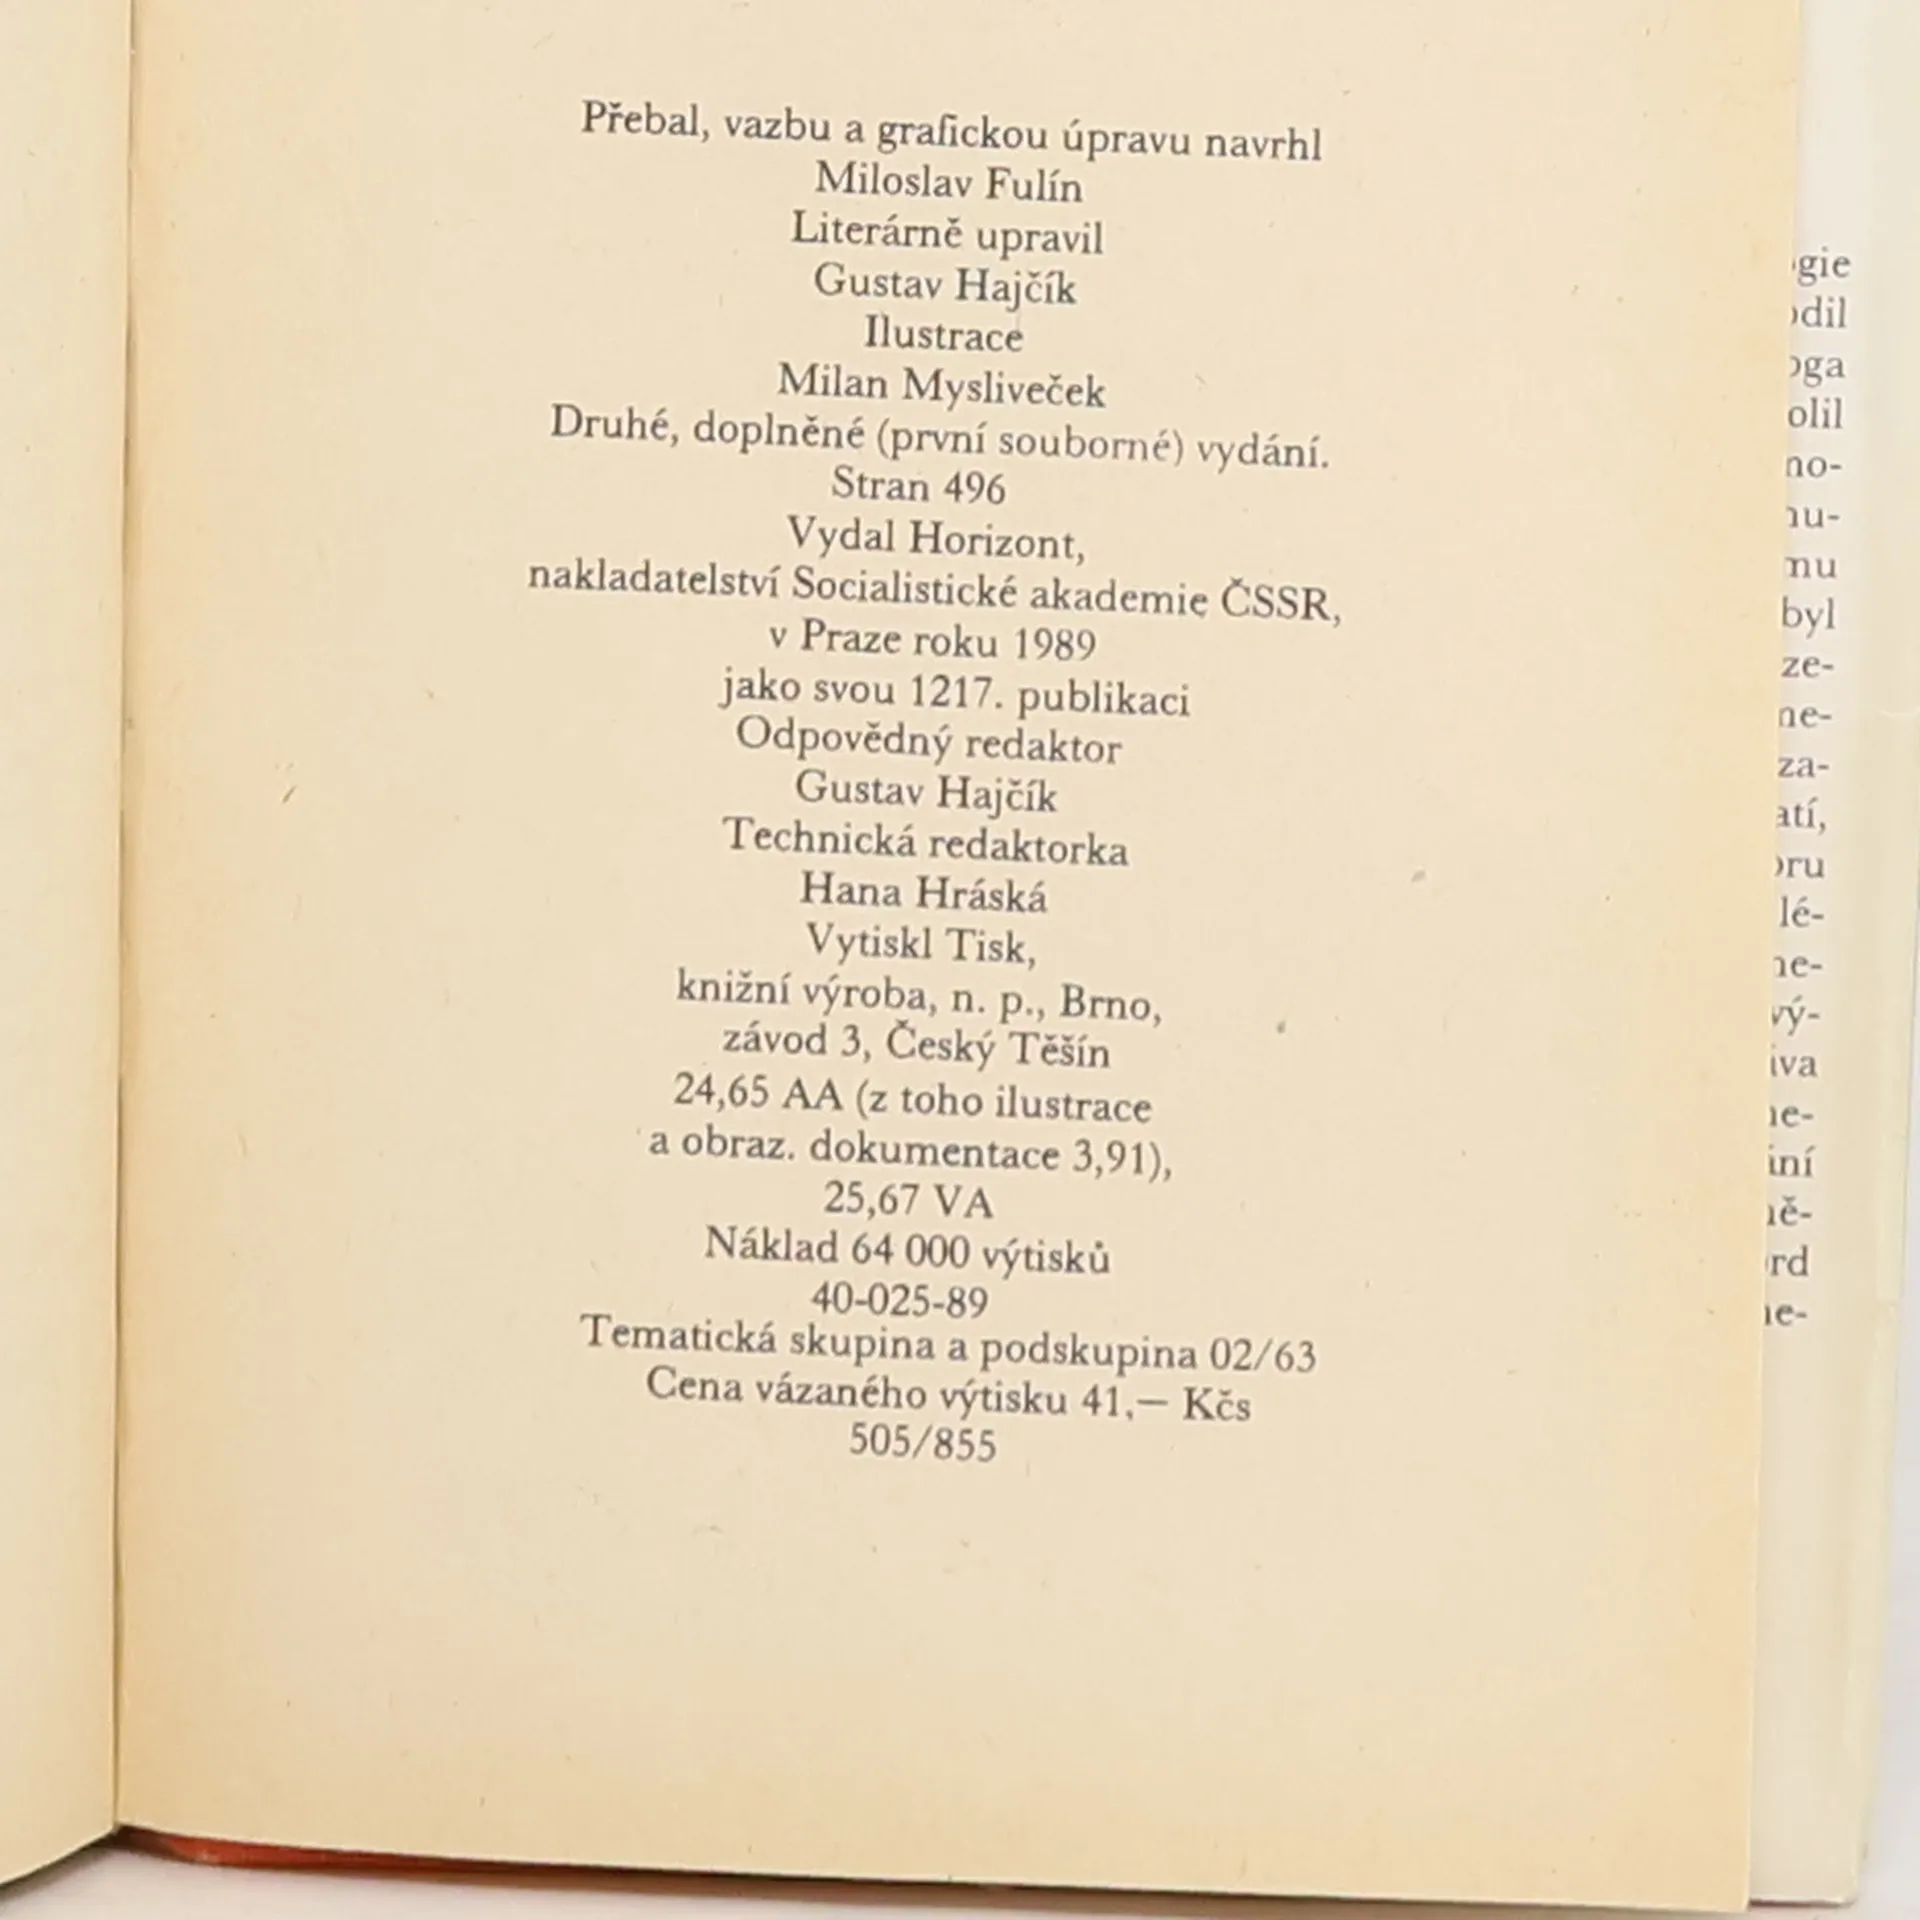 Přebal, vazbu a grafickou úpravu navrhl
Miloslav Fulín
Literárně upravil
Gustav Hajčík
Ilustrace
Milan Mysliveček
Druhé, doplněné (první souborné) vydání.
Stran 496
Vydal Horizont,
nakladatelství Socialistické akademie ČSSR,
v Praze roku 1989
jako svou 1217. publikaci
Odpovědný redaktor
Gustav Hajčík
Technická redaktorka
Hana Hráská
Vytiskl Tisk,
knižní výroba, n. p., Brno,
závod 3, Český Těšín
24,65 AA (z toho ilustrace
a obraz. dokumentace 3,91),
25,67 VA
Náklad 64 000 výtisků
40-025-89
Tematická skupina a podskupina 02/63
Cena vázaného výtisku 41,— Kčs
505/855
byl